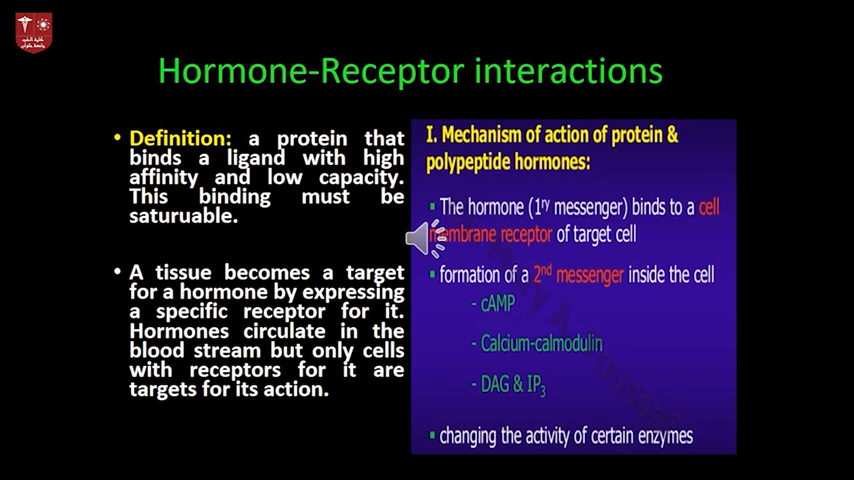 كلية الطب
جامعة حلوان
Hormone-Receptor interactions
• Definition: a protein that
binds a ligand with high
affinity and low capacity.
This binding must be
saturuable.
• A tissue becomes a target
for a hormone by expressing
a specific receptor for it.
Hormones circulate in the
blood stream but only cells
with receptors for it are
targets for its action.
I. Mechanism of action of protein &
polypeptide hormones:
▪ The hormone (1ry messenger) binds to a cell
membrane receptor of target cell
▪ formation of a 2nd messenger inside the cell
- cAMP
- Calcium-calmodulin
- DAG & IP3
▪ changing the activity of certain enzymes